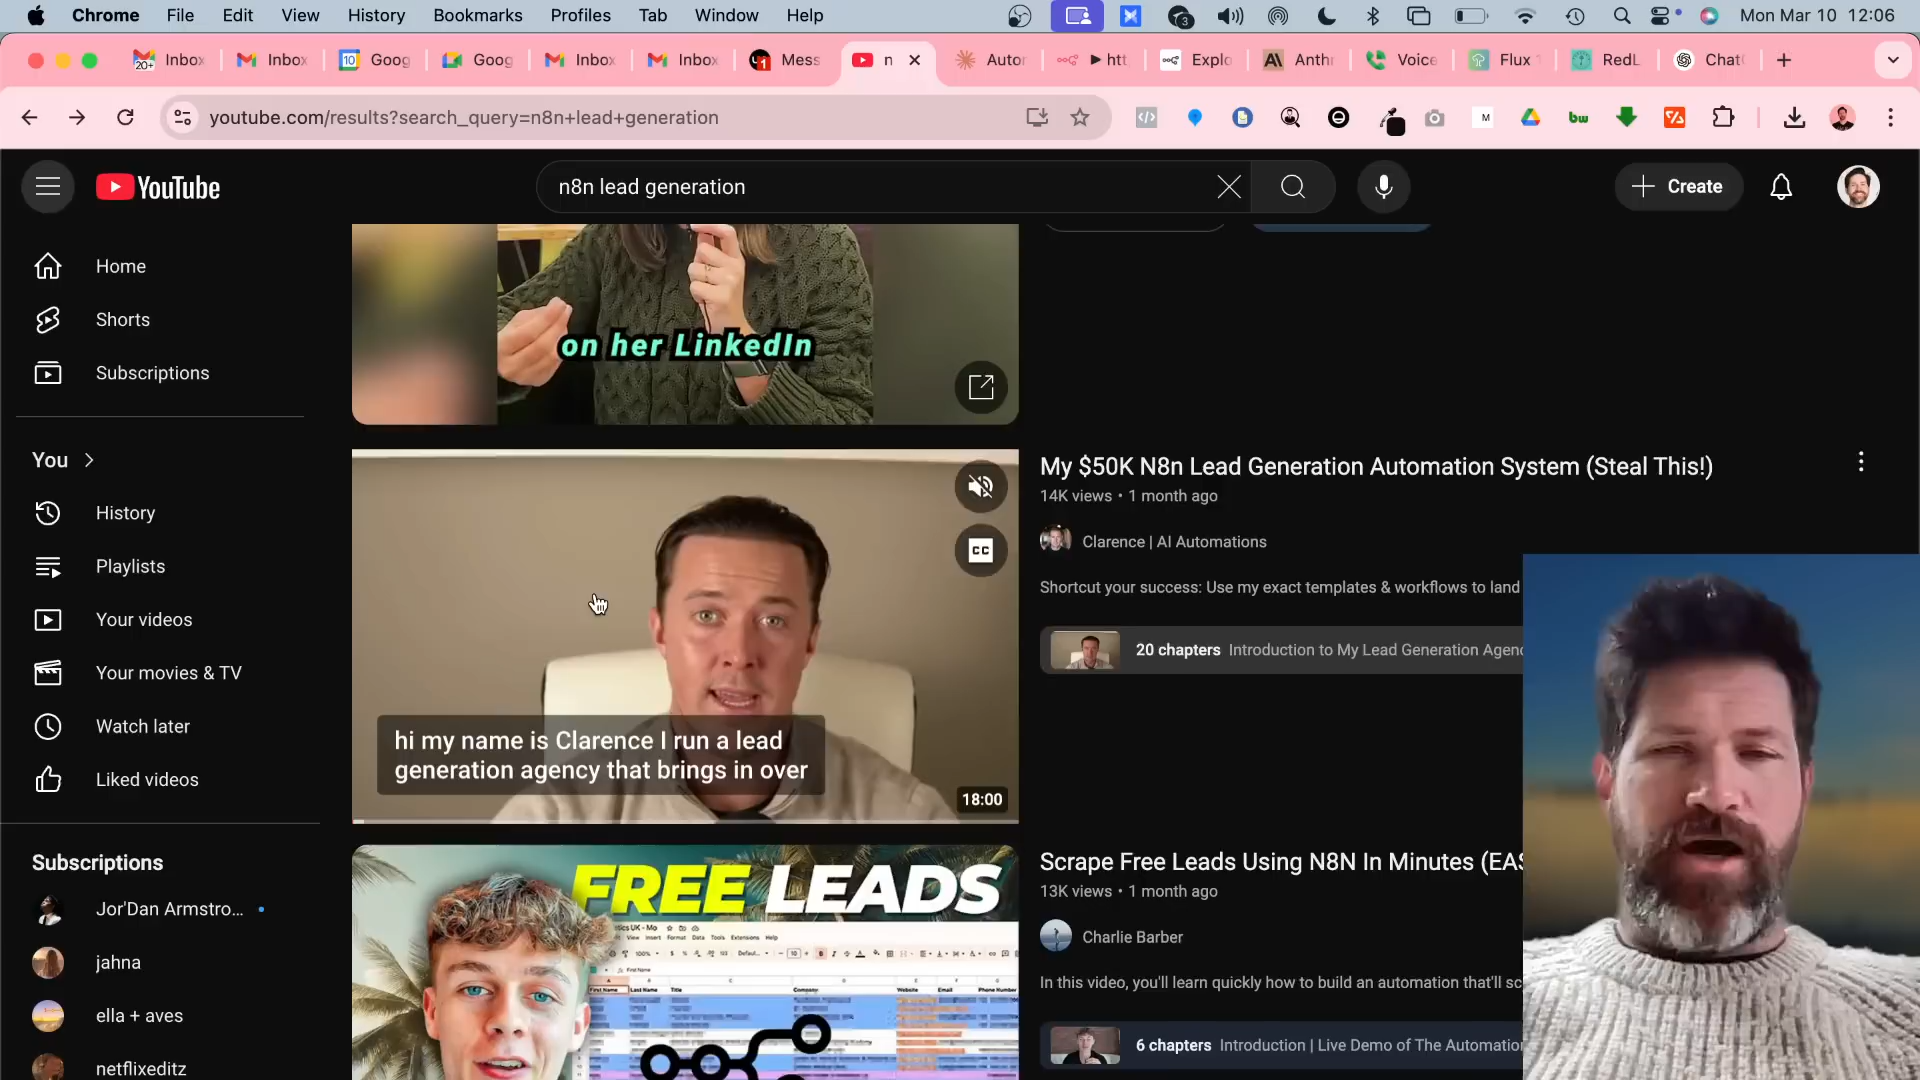 Chrome File Edit View History Bookmarks Profiles Tab Window Help
Mon Mar 10 12:06
20+ Inbox Inbox 10 Goog Goog Inbox Inbox 1 Mess n Autor htt Explo Anthr Voice Flux RedL Chat
youtube.com/results?search_query=n8n+lead+generation
YouTube
n8n lead generation
Create
Home
Shorts
Subscriptions
You
History
Playlists
Your videos
Your movies & TV
Watch later
Liked videos
Subscriptions
Jor'Dan Armstro...
jahna
ella + aves
netflixeditz
on her LinkedIn
CC
hi my name is Clarence I run a lead
generation agency that brings in over
18:00
My $50K N8n Lead Generation Automation System (Steal This!)
14K views • 1 month ago
Clarence | AI Automations
Shortcut your success: Use my exact templates & workflows to land
20 chapters Introduction to My Lead Generation Agenc
FREE LEADS
Scrape Free Leads Using N8N In Minutes (EAS
13K views • 1 month ago
Charlie Barber
In this video, you'll learn quickly how to build an automation that'll sc
6 chapters Introduction | Live Demo of The Automation